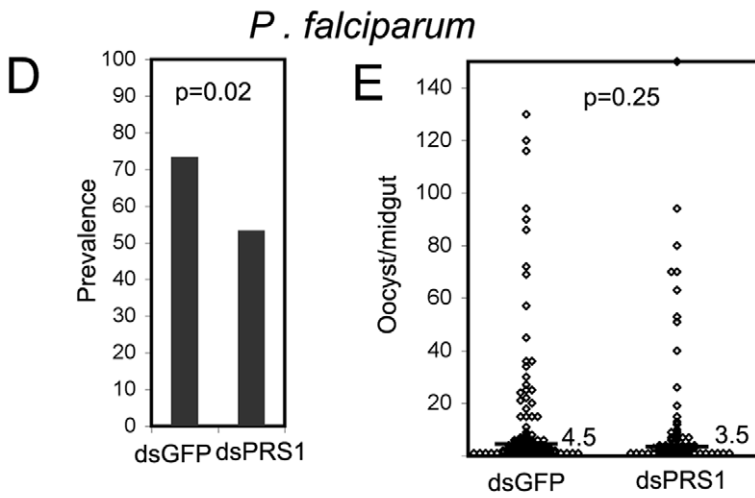 P . falciparum
D
p=0.02
Prevalence
100
90
80
70
60
50
40
30
20
10
0
dsGFP dsPRS1
E
p=0.25
Oocyst/midgut
140
120
100
80
60
40
20
4.5
3.5
dsGFP dsPRS1